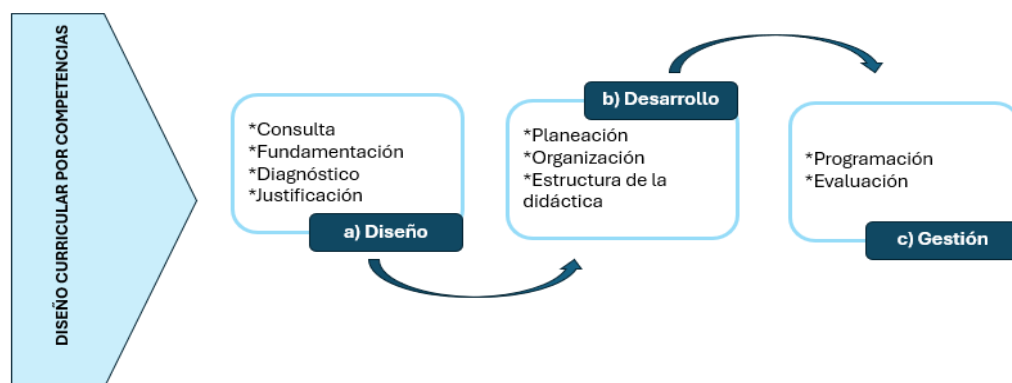 DISEÑO CURRICULAR POR COMPETENCIAS
*Consulta
*Fundamentación
*Diagnóstico
*Justificación
a) Diseño
b) Desarrollo
*Planeación
*Organización
*Estructura de la
didáctica
*Programación
*Evaluación
c) Gestión